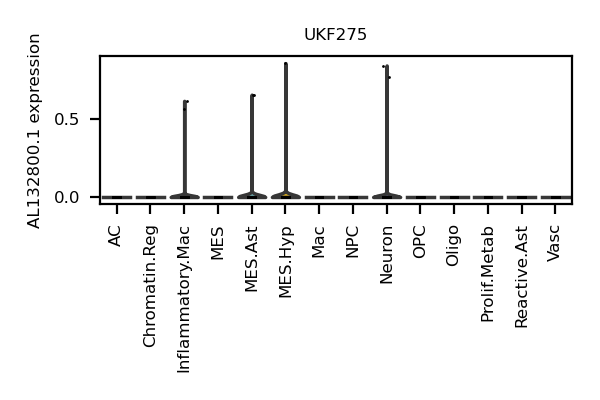 UKF275
AL132800.1 expression
0.5
0.0
AC
Chromatin.Reg
Inflammatory.Mac
MES
MES.Ast
MES.Hyp
Mac
NPC
Neuron
OPC
Oligo
Prolif.Metab
Reactive.Ast
Vasc